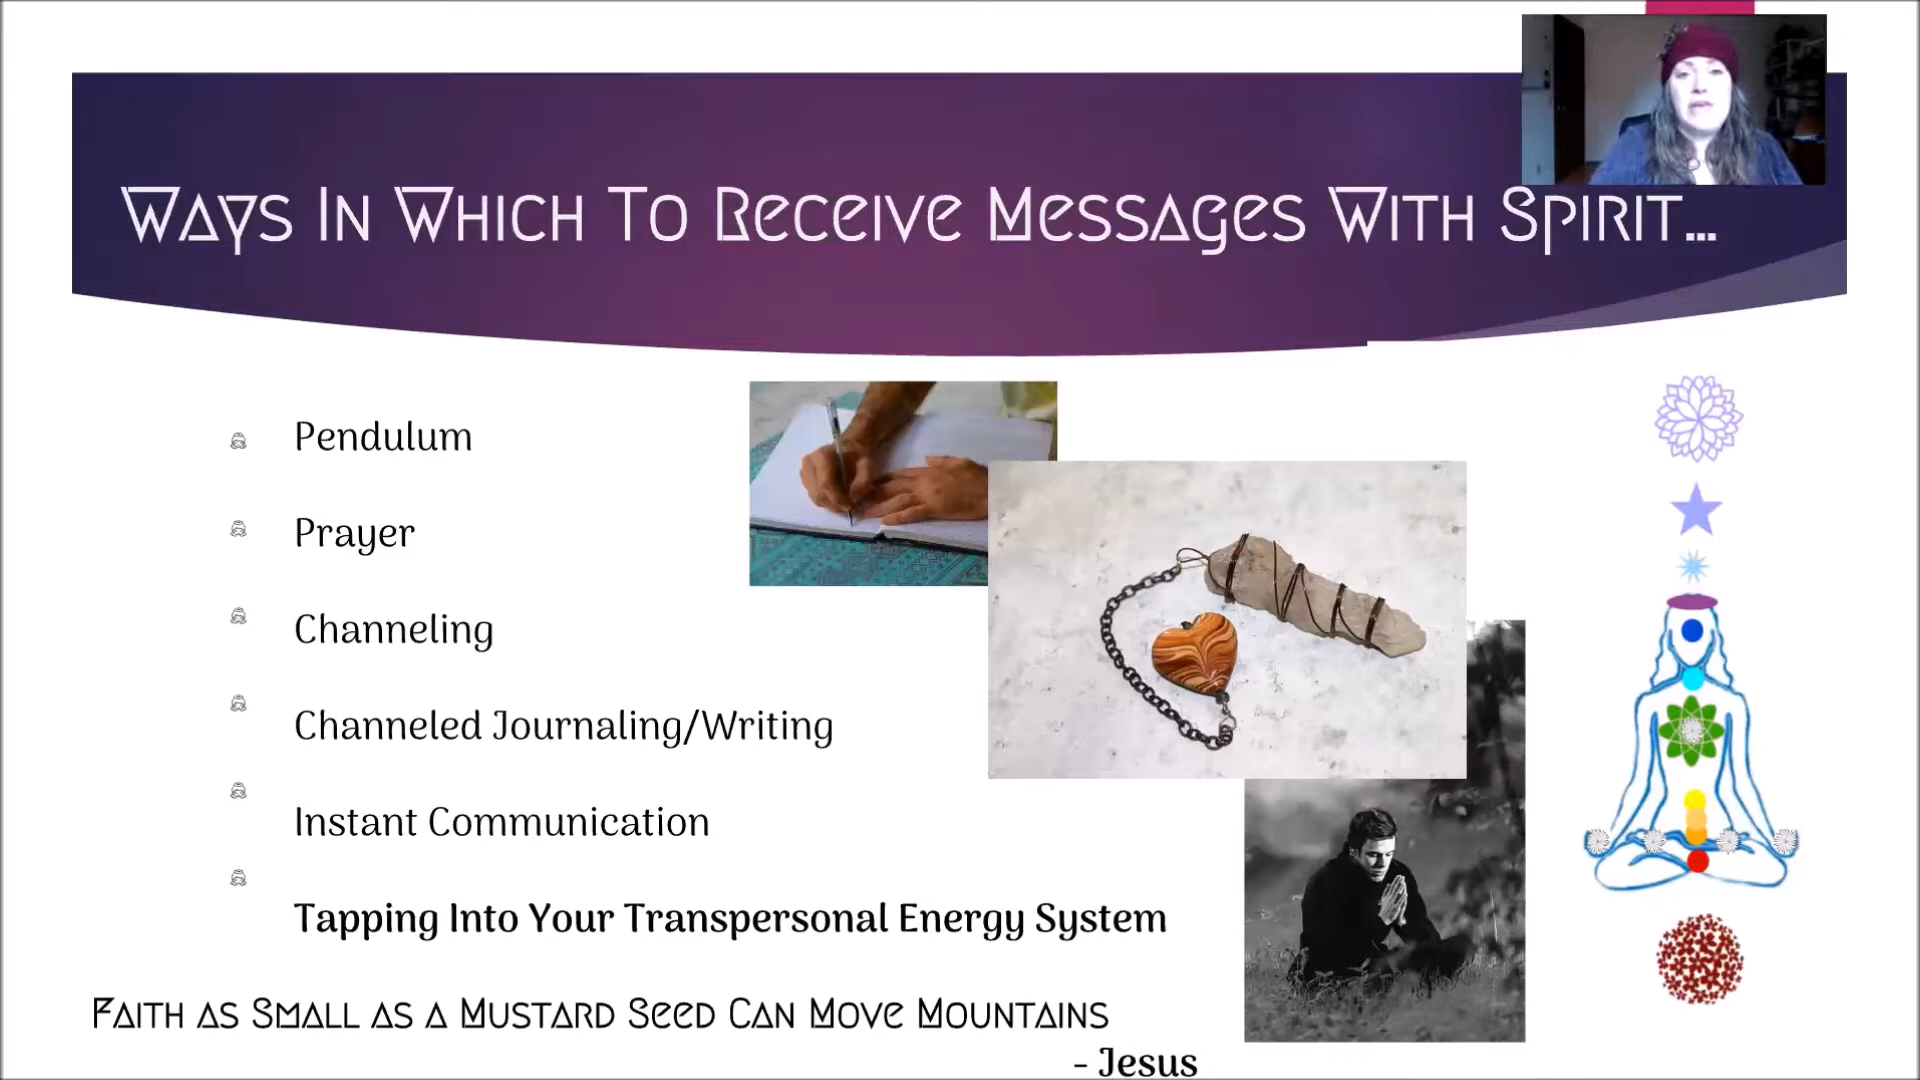 Ways In Which To Receive Messages With Spirit...
Pendulum
Prayer
Channeling
Channeled Journaling/Writing
Instant Communication
Tapping Into Your Transpersonal Energy System
Faith as Small as a Mustard Seed Can Move Mountains
- Jesus